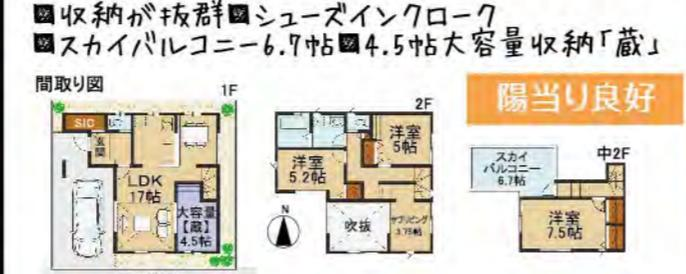 収納が抜群 シューズインクローク
スカイバルコニー6.7帖 4.5帖大容量収納「蔵」
間取り図
1F
2F
陽当り良好
SIC
玄関
LDK
17帖
大容量
【蔵】
4.5帖
洋室
5帖
洋室
5.2帖
吹抜
サブリビング
3.75帖
N
中2F
スカイ
バルコニー
6.7帖
洋室
7.5帖